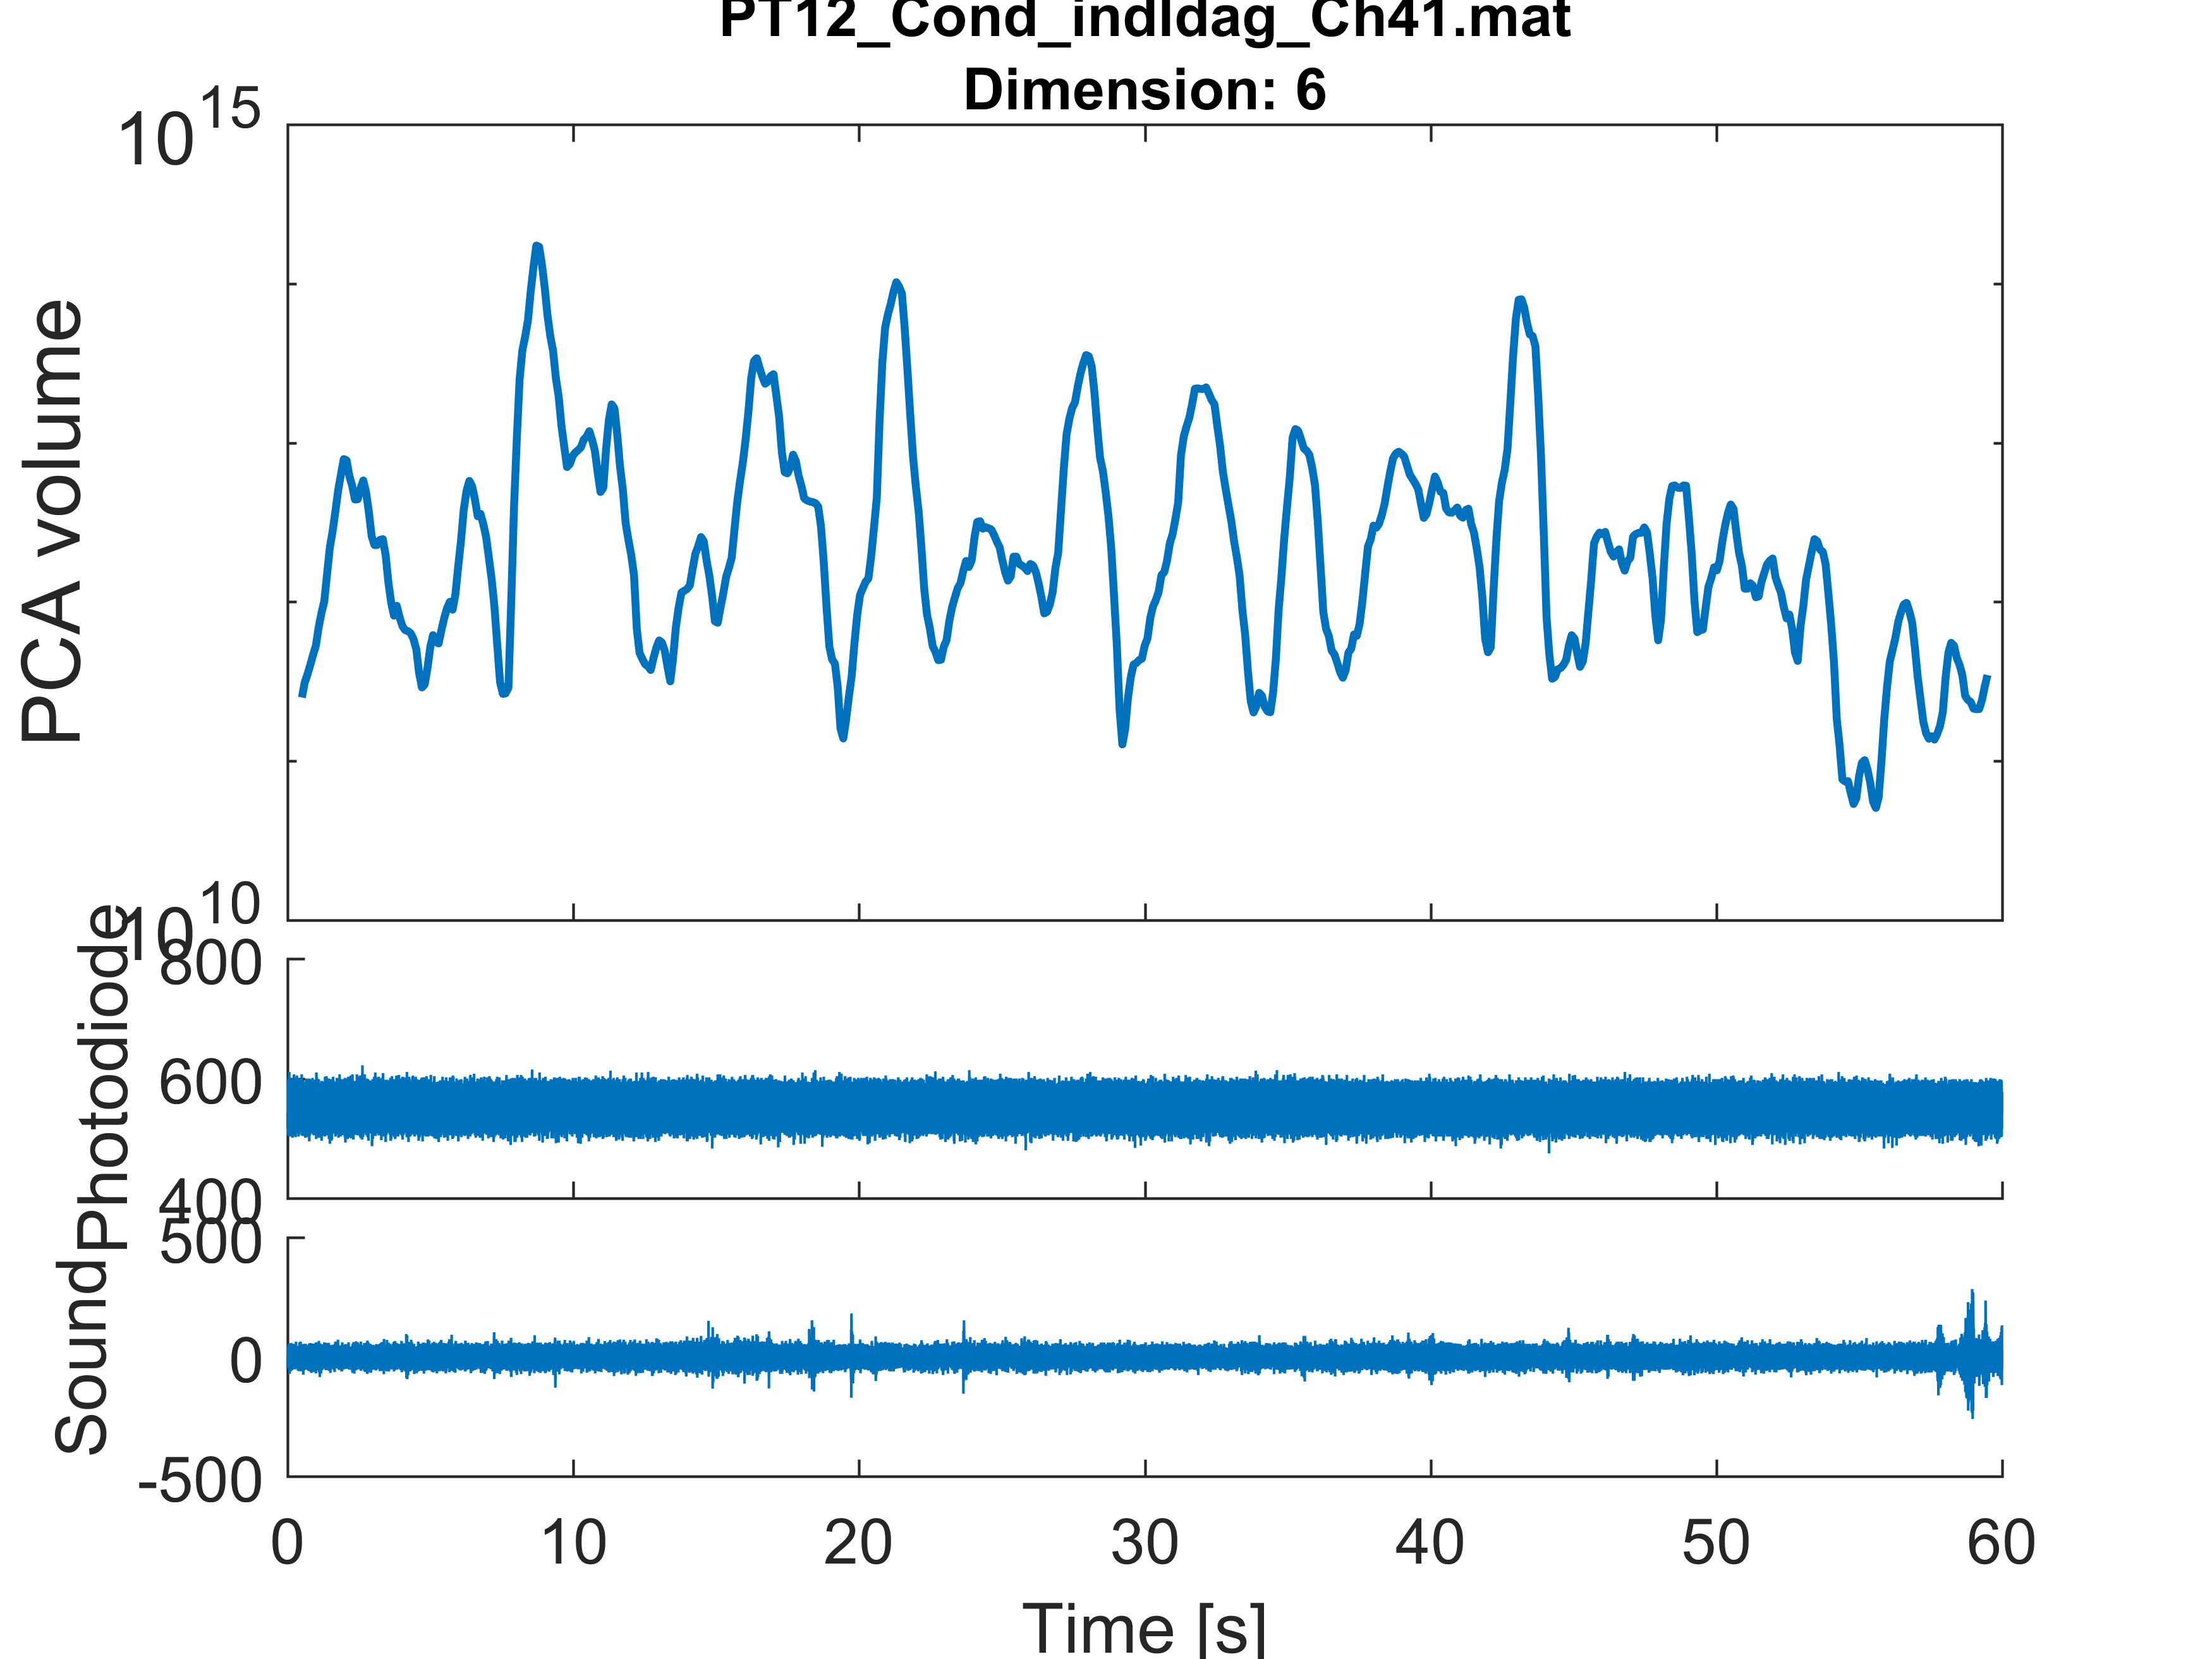 PT12_Cond_indIdag_Ch41.mat
Dimension: 6
10^15
PCA volume
10^10
Photodiode
800
600
400
Sound
500
0
-500
0 10 20 30 40 50 60
Time [s]